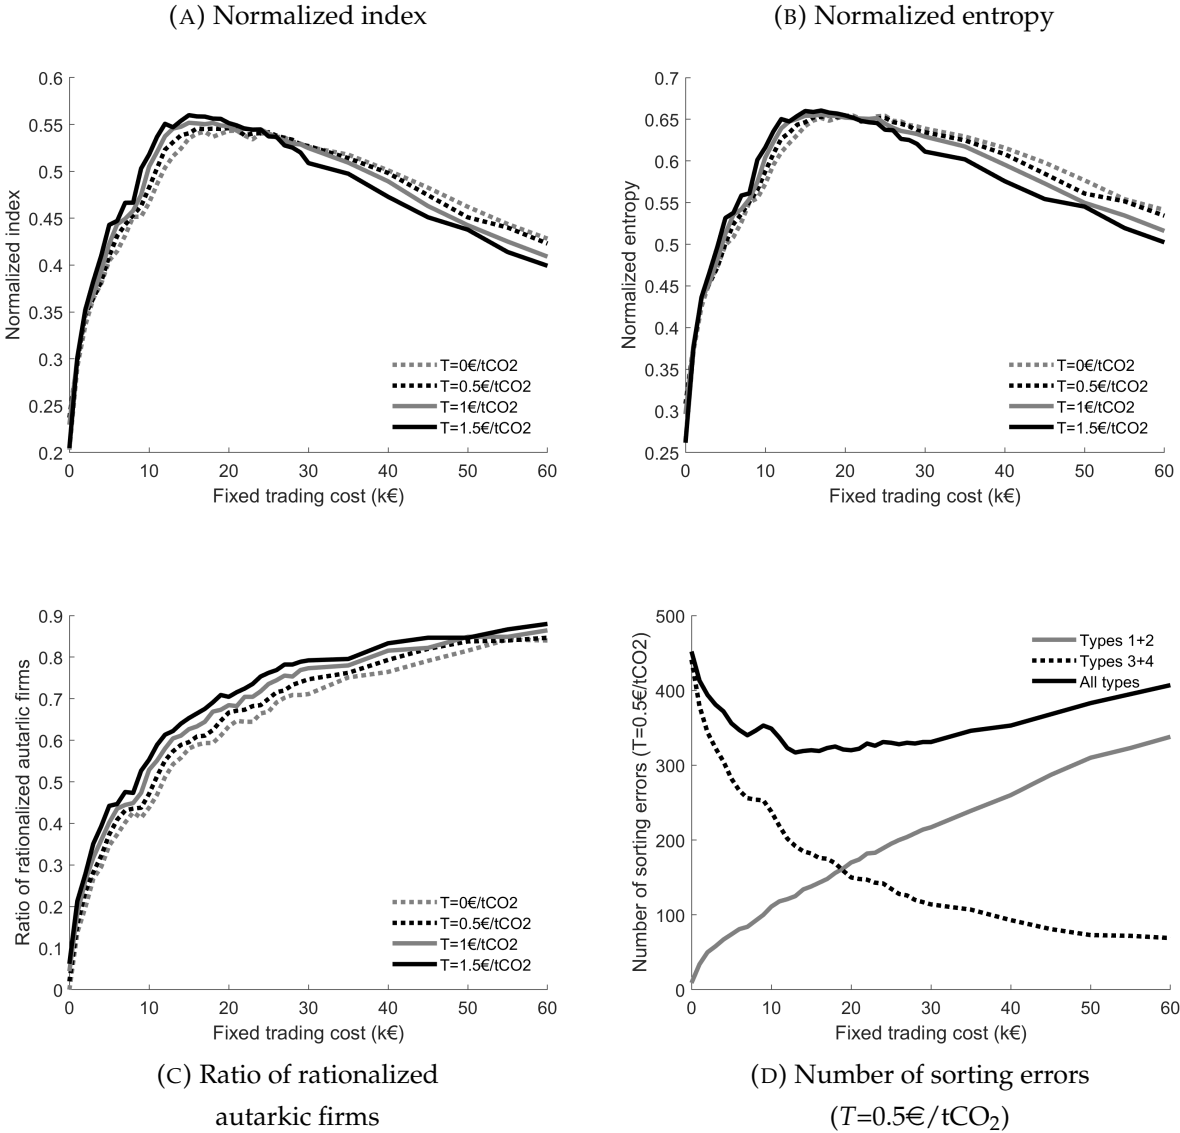 (A) Normalized index
(B) Normalized entropy
0.6
0.55
0.5
0.45
0.4
0.35
0.3
0.25
0.2
Normalized index
T=0€/tCO2
T=0.5€/tCO2
T=1€/tCO2
T=1.5€/tCO2
0 10 20 30 40 50 60
Fixed trading cost (k€)
0.7
0.65
0.6
0.55
0.5
0.45
0.4
0.35
0.3
0.25
Normalized entropy
T=0€/tCO2
T=0.5€/tCO2
T=1€/tCO2
T=1.5€/tCO2
0 10 20 30 40 50 60
Fixed trading cost (k€)
0.9
0.8
0.7
0.6
0.5
0.4
0.3
0.2
0.1
0
Ratio of rationalized autarlic firms
T=0€/tCO2
T=0.5€/tCO2
T=1€/tCO2
T=1.5€/tCO2
0 10 20 30 40 50 60
Fixed trading cost (k€)
500
400
300
200
100
0
Number of sorting errors (T=0.5€/tCO2)
Types 1+2
Types 3+4
All types
0 10 20 30 40 50 60
Fixed trading cost (k€)
(C) Ratio of rationalized
autarkic firms
(D) Number of sorting errors
(T=0.5€/tCO₂)